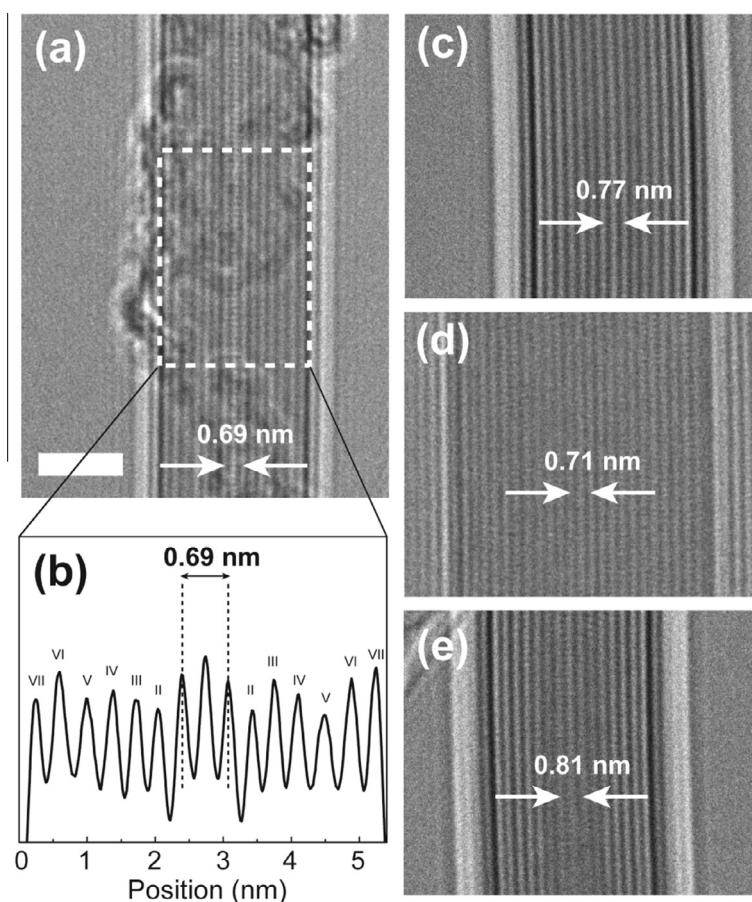 (a)
0.69 nm
(b)
0.69 nm
VII VI V IV III II II III IV V VI VII
0 1 2 3 4 5
Position (nm)
(c)
0.77 nm
(d)
0.71 nm
(e)
0.81 nm